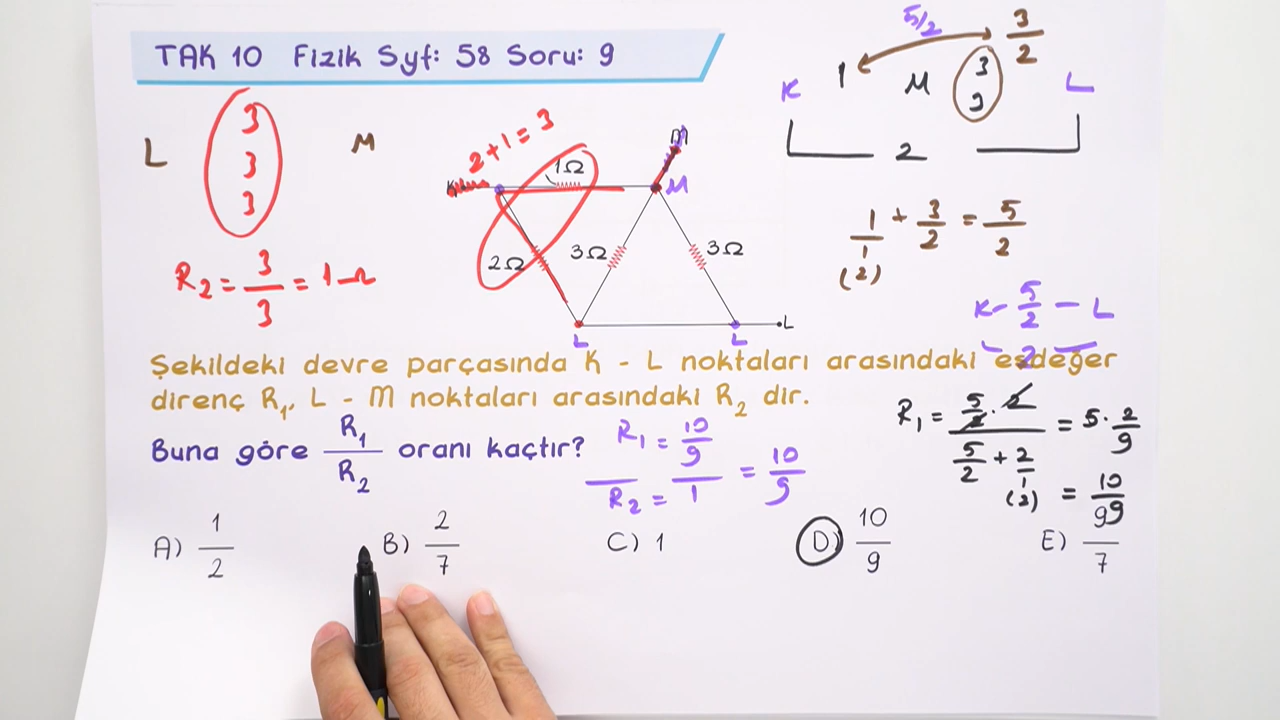 TAK 10 Fizik Syf: 58 Soru: 9
L 3 3 3 M
R2 = 3/3 = 1 Ω
2+1=3
1Ω
M
M
2Ω
3Ω
3Ω
L
L
L
5/2
3/2
K 1 M 3 3 L
2
1/1 + 3/2 = 5/2
(2)
K - 5/2 - L
2
Şekildeki devre parçasında K - L noktaları arasındaki eşdeğer
direnç R1, L - M noktaları arasındaki R2 dir.
Buna göre R1/R2 oranı kaçtır?
R1 = 10/9
R2 = 1
= 10/9
R1 = 5/2 · 2 / 5/2 + 2/1 = 5 · 2/9
(2) = 10/9
A) 1/2
B) 2/7
C) 1
D) 10/9
E) 9/7